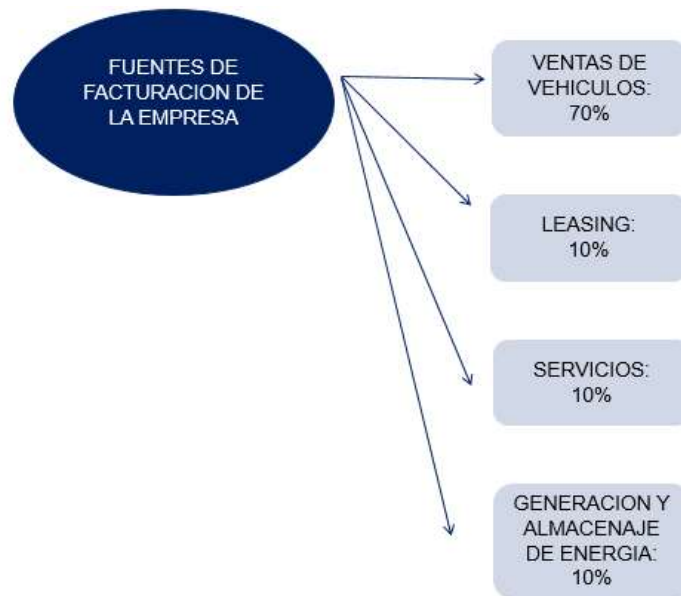 FUENTES DE
FACTURACION DE
LA EMPRESA
VENTAS DE
VEHICULOS:
70%
LEASING:
10%
SERVICIOS:
10%
GENERACION Y
ALMACENAJE
DE ENERGIA:
10%